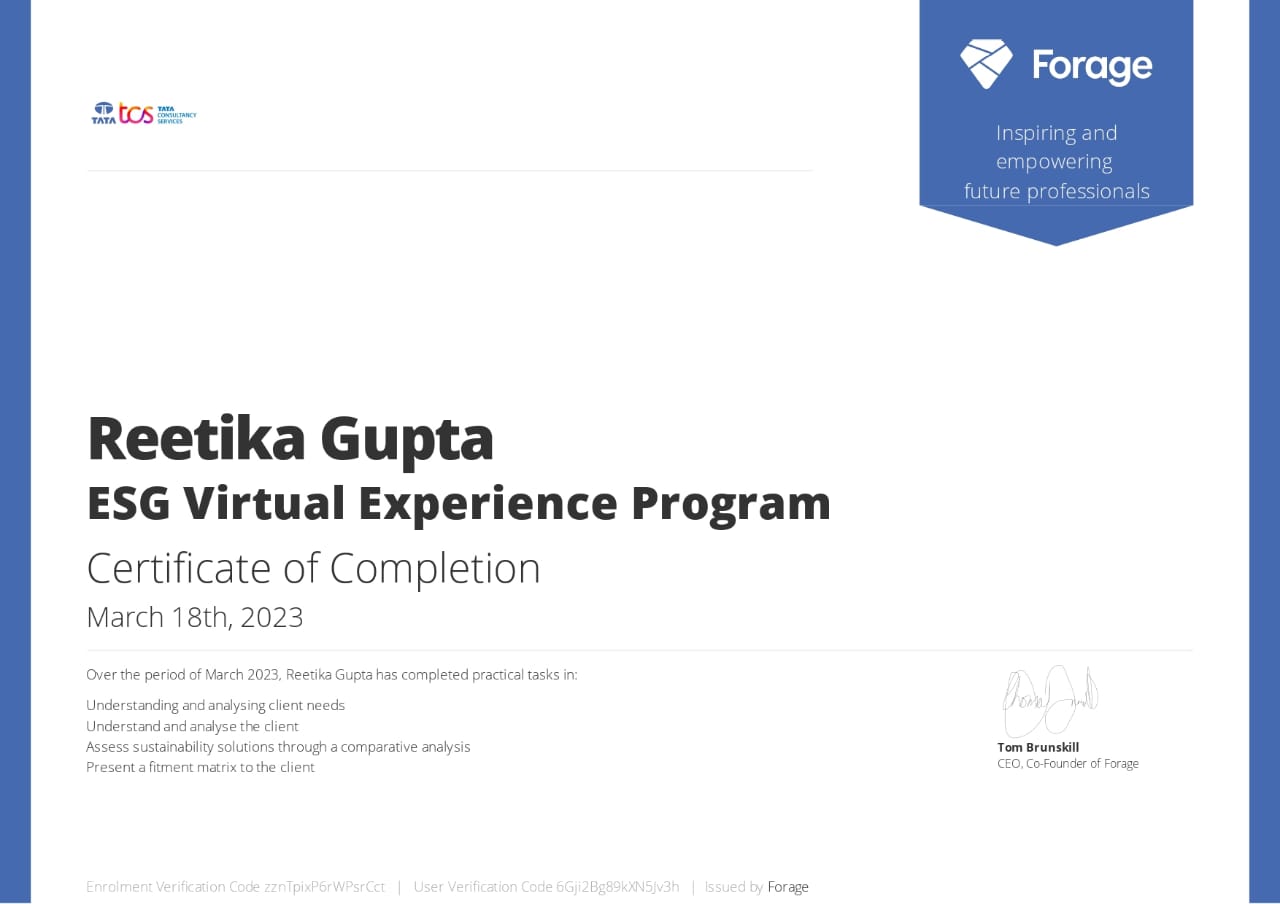 TATA
tcs
TATA
CONSULTANCY
SERVICES
Forage
Inspiring and
empowering
future professionals
Reetika Gupta
ESG Virtual Experience Program
Certificate of Completion
March 18th, 2023
Over the period of March 2023, Reetika Gupta has completed practical tasks in:
Understanding and analysing client needs
Understand and analyse the client
Assess sustainability solutions through a comparative analysis
Present a fitment matrix to the client
Tom Brunskill
CEO, Co-Founder of Forage
Enrolment Verification Code zznTpixP6rWPsrCct | User Verification Code 6Gji2Bg89kXN5Jv3h | Issued by Forage